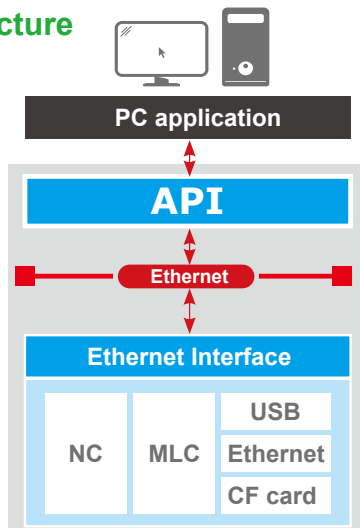 cture
PC application
API
Ethernet
Ethernet Interface
NC
MLC
USB
Ethernet
CF card